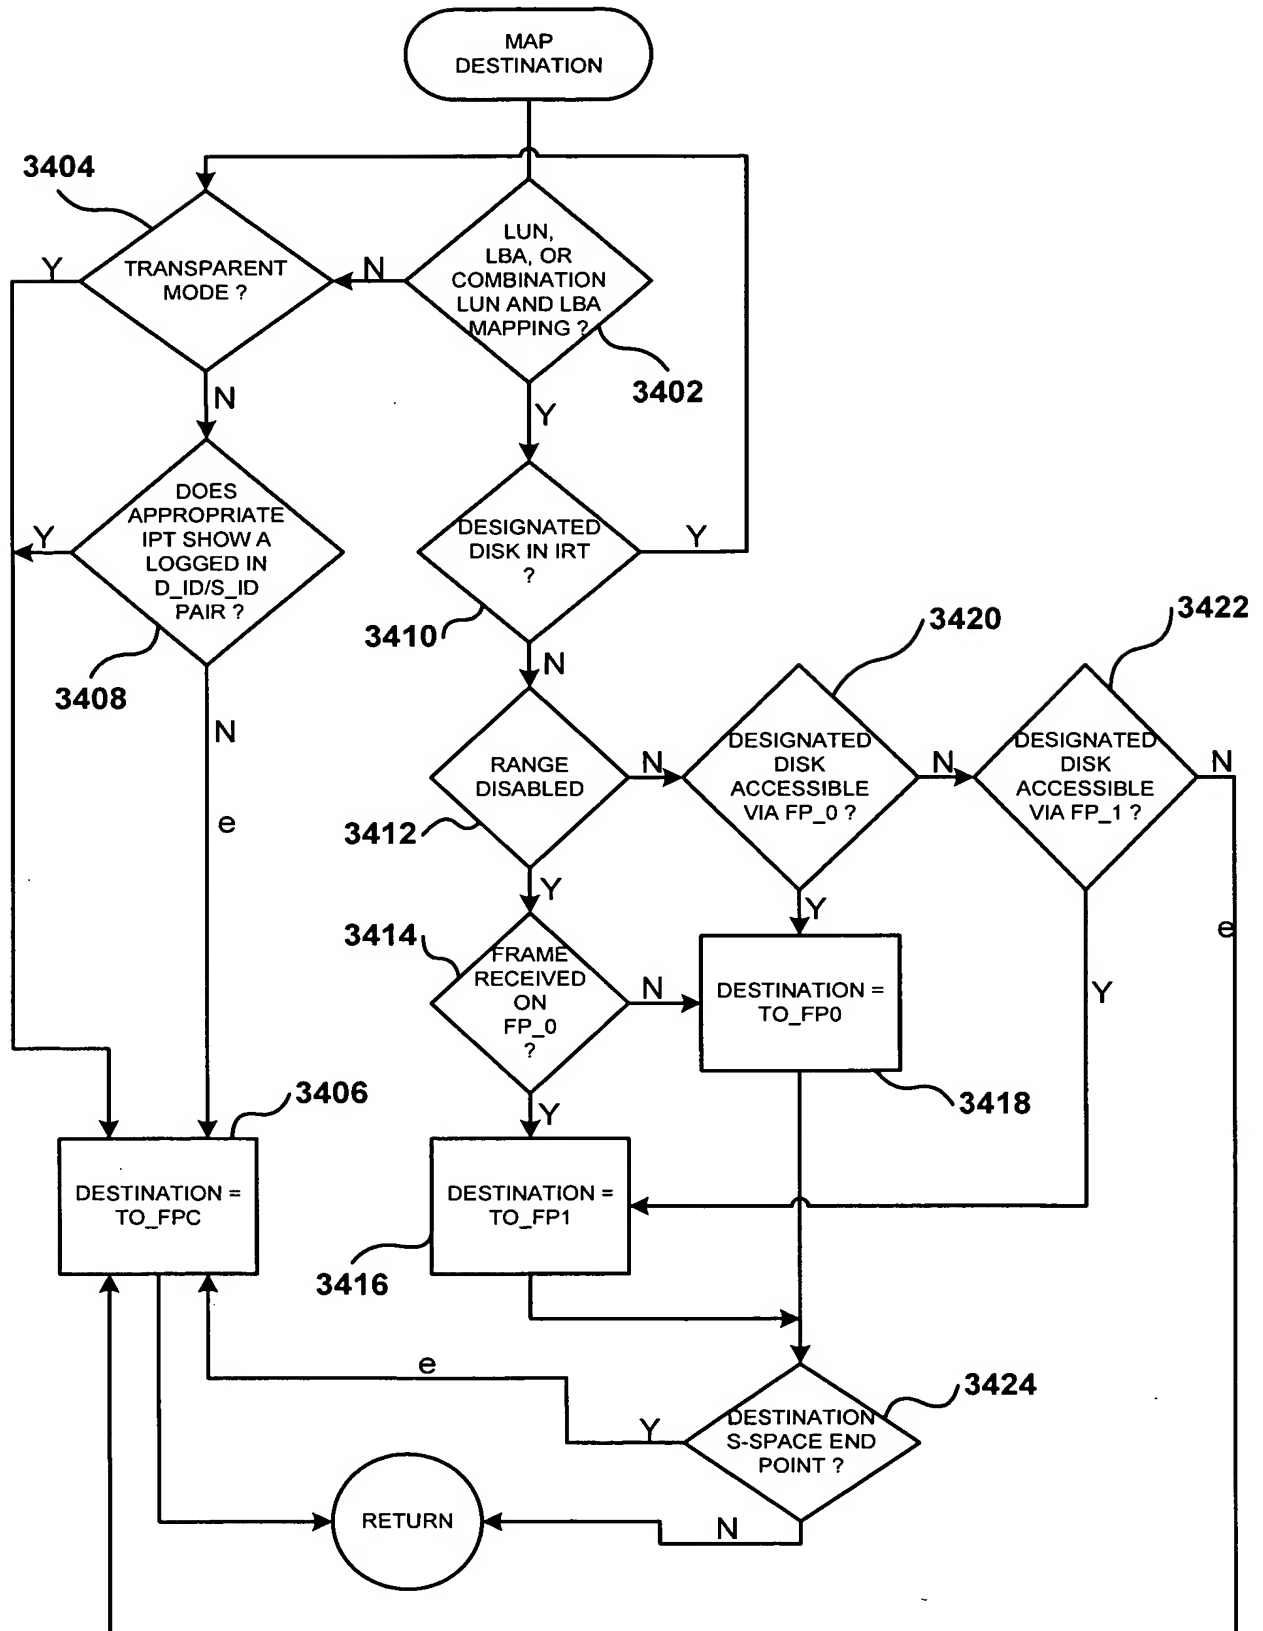 MAP
DESTINATION
3404
LUN,
LBA, OR
COMBINATION
LUN AND LBA
MAPPING ?
Y
TRANSPARENT
MODE ?
N
3402
N
Y
DOES
APPROPRIATE
IPT SHOW A
LOGGED IN
D_ID/S_ID
PAIR ?
Y
DESIGNATED
DISK IN IRT
?
Y
3410
3408
N
3420
3422
N
e
RANGE
DISABLED
N
3412
DESIGNATED
DISK
ACCESSIBLE
VIA FP_0 ?
N
DESIGNATED
DISK
ACCESSIBLE
VIA FP_1 ?
N
e
Y
Y
Y
3414
FRAME
RECEIVED
ON
FP_0
?
N
DESTINATION =
TO_FP0
3418
Y
3406
DESTINATION =
TO_FPC
DESTINATION =
TO_FP1
3416
e
3424
DESTINATION
S-SPACE END
POINT ?
Y
RETURN
N